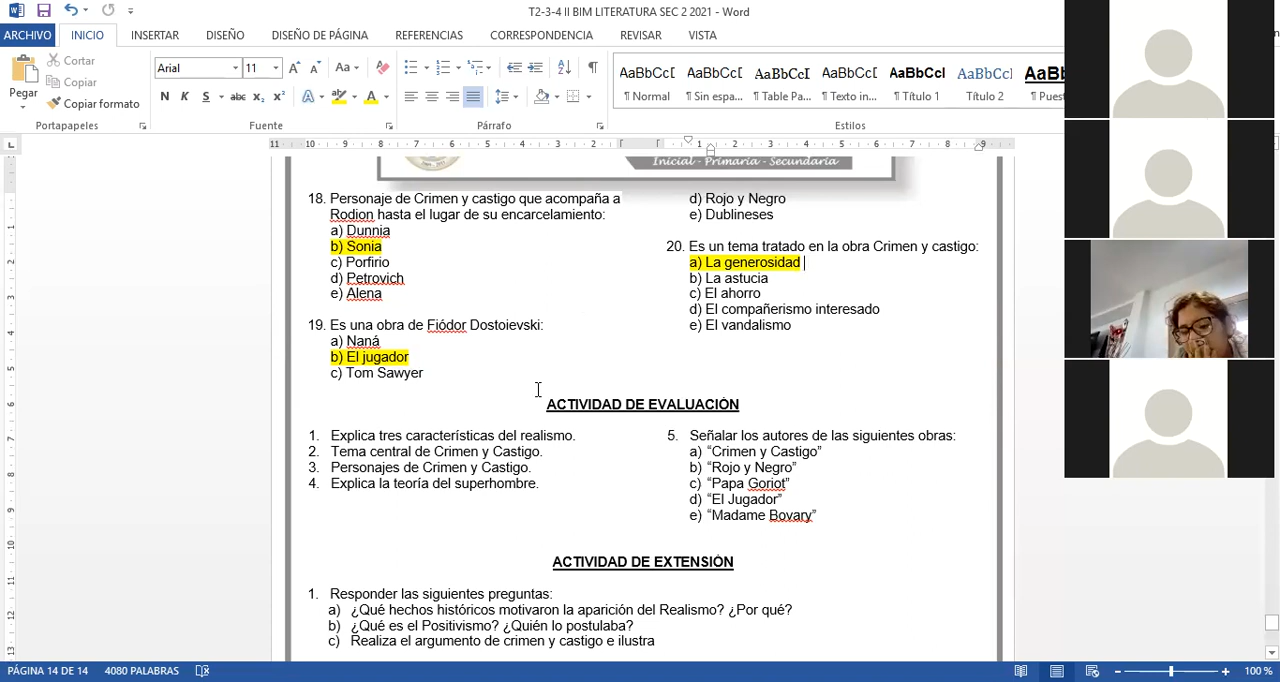 T2-3-4 II BIM LITERATURA SEC 2 2021 - Word
ARCHIVO INICIO INSERTAR DISEÑO DISEÑO DE PÁGINA REFERENCIAS CORRESPONDENCIA REVISAR VISTA
Cortar
Copiar
Copiar formato
Pegar
Portapapeles
Arial 11
N K S abc x₂ x²
Fuente
Párrafo
AaBbCcD AaBbCcD AaBbCcI AaBbCcD AaBbCcI AaBbCcD AaBb
¶ Normal ¶ Sin espa... ¶ Table Pa... ¶ Texto in... ¶ Título 1 Título 2 ¶ Puest
Estilos
Inicial - Primaria - Secundaria
18. Personaje de Crimen y castigo que acompaña a
Rodion hasta el lugar de su encarcelamiento:
a) Dunnia
b) Sonia
c) Porfirio
d) Petrovich
e) Alena
19. Es una obra de Fiódor Dostoievski:
a) Naná
b) El jugador
c) Tom Sawyer
d) Rojo y Negro
e) Dublineses
20. Es un tema tratado en la obra Crimen y castigo:
a) La generosidad
b) La astucia
c) El ahorro
d) El compañerismo interesado
e) El vandalismo
ACTIVIDAD DE EVALUACIÓN
1. Explica tres características del realismo.
2. Tema central de Crimen y Castigo.
3. Personajes de Crimen y Castigo.
4. Explica la teoría del superhombre.
5. Señalar los autores de las siguientes obras:
a) “Crimen y Castigo”
b) “Rojo y Negro”
c) “Papa Goriot”
d) “El Jugador”
e) “Madame Bovary”
ACTIVIDAD DE EXTENSIÓN
1. Responder las siguientes preguntas:
a) ¿Qué hechos históricos motivaron la aparición del Realismo? ¿Por qué?
b) ¿Qué es el Positivismo? ¿Quién lo postulaba?
c) Realiza el argumento de crimen y castigo e ilustra
PÁGINA 14 DE 14 4080 PALABRAS 100 %